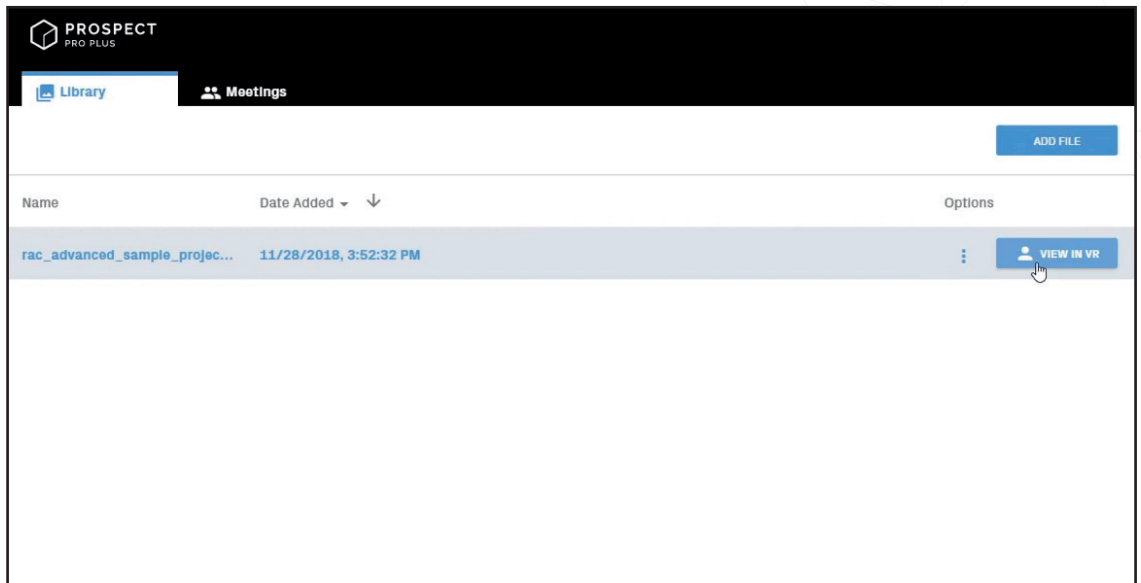 PROSPECT
PRO PLUS
Library Meetings
ADD FILE
Name Date Added Options
rac_advanced_sample_projec... 11/28/2018, 3:52:32 PM VIEW IN VR